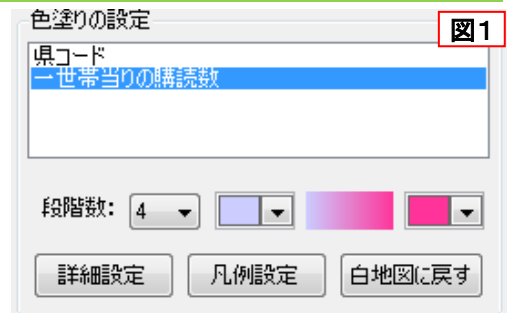 色塗りの設定
図1
県コード
一世帯当りの購読数
段階数: 4
詳細設定 凡例設定 白地図に戻す